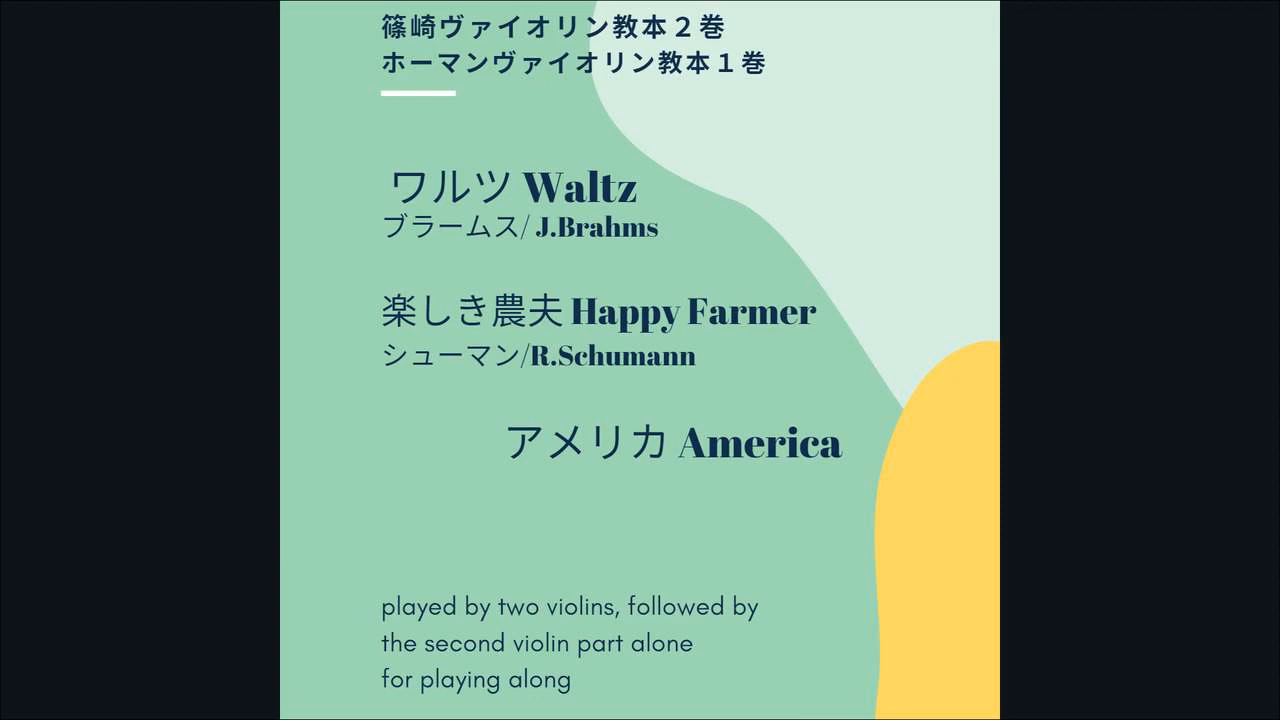 篠崎ヴァイオリン教本２巻
ホーマンヴァイオリン教本１巻
ワルツ Waltz
ブラームス/ J.Brahms
楽しき農夫 Happy Farmer
シューマン/R.Schumann
アメリカ America
played by two violins, followed by
the second violin part alone
for playing along